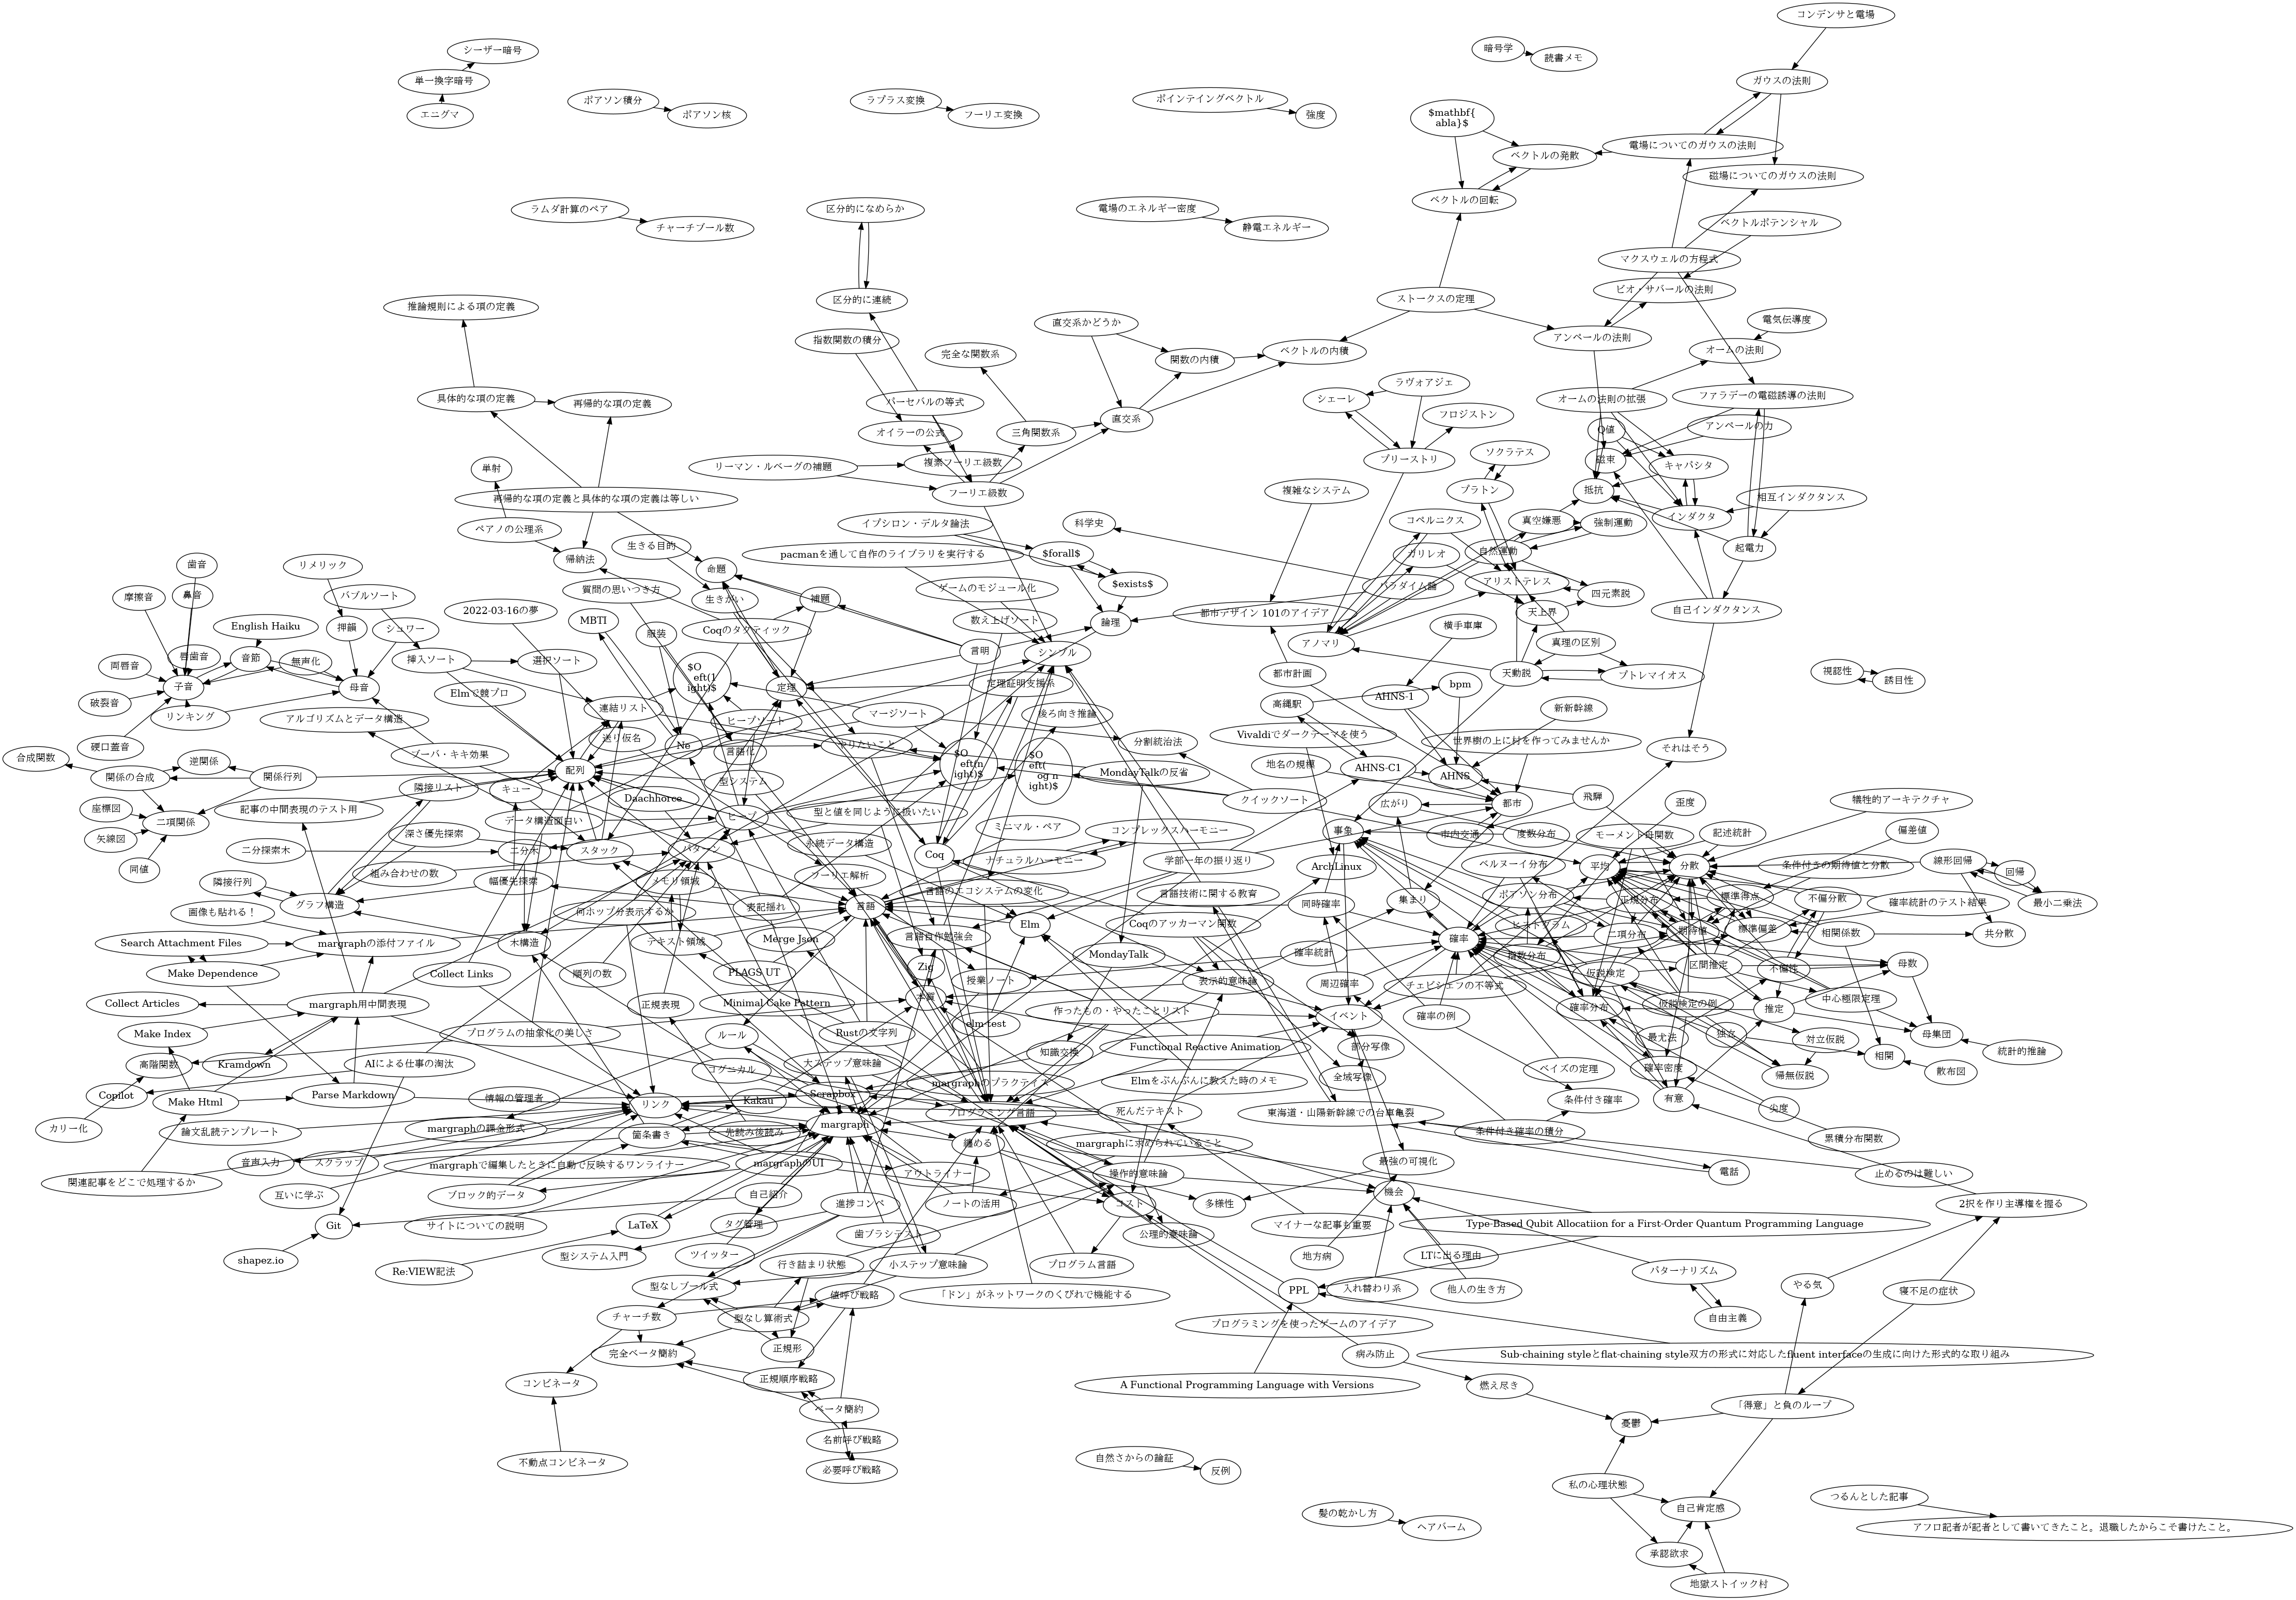 コンデンサと電場
シーザー暗号
暗号学
読書メモ
単一換字暗号
ガウスの法則
エニグマ
ポアソン積分
ポアソン核
ラプラス変換
フーリエ変換
ポインテイングベクトル
強度
$mathbf{
abla}$
電場についてのガウスの法則
ベクトルの発散
磁場についてのガウスの法則
ベクトルの回転
ラムダ計算のペア
チャーチブール数
区分的になめらか
電場のエネルギー密度
静電エネルギー
ベクトルポテンシャル
マクスウェルの方程式
ビオ・サバールの法則
推論規則による項の定義
区分的に連続
ストークスの定理
直交系かどうか
電気伝導度
指数関数の積分
完全な関数系
関数の内積
ベクトルの内積
アンペールの法則
オームの法則
具体的な項の定義
再帰的な項の定義
パーセバルの等式
ラヴォアジェ
シェーレ
オームの法則の拡張
ファラデーの電磁誘導の法則
オイラーの公式
三角関数系
直交系
フロジストン
Q値
アンペールの力
リーマン・ルベーグの補題
複素フーリエ級数
プリーストリ
ソクラテス
磁束
キャパシタ
単射
再帰的な項の定義と具体的な項の定義は等しい
フーリエ級数
複雑なシステム
プラトン
抵抗
相互インダクタンス
ペアノの公理系
イプシロン・デルタ論法
科学史
コペルニクス
真空嫌悪
強制運動
インダクタ
生きる目的
帰納法
pacmanを通して自作のライブラリを実行する
$forall$
ガリレオ
自然運動
起電力
命題
$exists$
パラダイム論
アリストテレス
四元素説
歯音
鼻音
摩擦音
リメリック
バブルソート
質問の思いつき方
生きがい
補題
ゲームのモジュール化
都市デザイン 101のアイデア
天上界
自己インダクタンス
2022-03-16の夢
MBTI
服装
Coqのタクティック
数え上げソート
論理
横手車庫
アノマリ
真理の区別
English Haiku
押韻
シュワー
唇歯音
音節
無声化
挿入ソート
選択ソート
言明
シンプル
両唇音
子音
母音
$O
eft(1
ight)$
定理
定理証明支援系
都市計画
天動説
プトレマイオス
視認性
誘目性
破裂音
リンキング
Elmで競プロ
連結リスト
ヒープソート
マージソート
後ろ向き推論
高縄駅
AHNS-1
bpm
新新幹線
アルゴリズムとデータ構造
硬口蓋音
ブーバ・キキ効果
送り仮名
Ne
言語化
やりたいこと
分割統治法
Vivaldiでダークテーマを使う
世界樹の上に村を作ってみませんか
それはそう
合成関数
逆関係
関係の合成
関係行列
配列
型システム
$O
eft(n
ight)$
$O
eft(
og n
ight)$
MondayTalkの反省
地名の規模
AHNS-C1
AHNS
隣接リスト
キュー
Daachhorce
記事の中間表現のテスト用
座標図
二項関係
データ構造面白い
ヒープ
型と値を同じように扱いたい
クイックソート
広がり
都市
飛騨
歪度
犠牲的アーキテクチャ
矢線図
深さ優先探索
ミニマル・ペア
コンプレックスハーモニー
事象
市内交通
度数分布
モーメント母関数
記述統計
偏差値
同値
二分探索木
二分木
スタック
パターン
永続データ構造
Coq
ナチュラルハーモニー
学部一年の振り返り
ArchLinux
ベルヌーイ分布
平均
分散
条件付きの期待値と分散
線形回帰
回帰
組み合わせの数
隣接行列
幅優先探索
メモリ領域
フーリエ解析
言語のエコシステムの変化
言語技術に関する教育
グラフ構造
何ホップ分表示するか
表記揺れ
言語
Elm
Coqのアッカーマン関数
同時確率
集まり
ポアソン分布
正規分布
標準得点
不偏分散
確率統計のテスト結果
最小二乗法
画像も貼れる！
Search Attachment Files
margraphの添付ファイル
木構造
テキスト領域
Merge Json
言語自作勉強会
確率統計
確率
ヒストグラム
二項分布
期待値
標準偏差
相関係数
共分散
Make Dependence
Collect Links
順列の数
PLAGS UT
Zig
授業ノート
MondayTalk
表示的意味論
周辺確率
チェビシェフの不等式
指数分布
仮説検定
区間推定
不偏性
母数
Collect Articles
margraph用中間表現
正規表現
Minimal Cake Pattern
本質
作ったもの・やったことリスト
イベント
確率の例
確率分布
仮説検定の例
推定
中心極限定理
Make Index
プログラムの抽象化の美しさ
ルール
Rustの文字列
elm-test
Functional Reactive Animation
部分写像
最尤法
独立
対立仮説
母集団
統計的推論
高階関数
Kramdown
AIによる仕事の淘汰
コグニカル
大ステップ意味論
知識交換
全域写像
ベイズの定理
確率密度
帰無仮説
相関
散布図
Copilot
Make Html
Parse Markdown
情報の管理者
リンク
Kakau
Scrapbox
margraphのプラクティス
Elmをぶんぶんに教えた時のメモ
条件付き確率
有意
尖度
カリー化
論文乱読テンプレート
margraphの課金形式
箇条書き
先読み後読み
margraph
プログラミング言語
死んだテキスト
東海道・山陽新幹線での台車亀裂
条件付き確率の積分
累積分布関数
音声入力
スクラップ
margraphで編集したときに自動で反映するワンライナー
margraphのUI
纏める
margraphに求められていること
最強の可視化
電話
止めるのは難しい
関連記事をどこで処理するか
互いに学ぶ
ブロック的データ
自己紹介
アウトライナー
操作的意味論
機会
進捗コンペ
ノートの活用
コスト
多様性
2択を作り主導権を握る
サイトについての説明
Git
LaTeX
タグ管理
歯ブラシテスト
公理的意味論
マイナーな記事も重要
Type-Based Qubit Allocatiion for a First-Order Quantum Programming Language
shapez.io
Re:VIEW記法
型システム入門
ツイッター
行き詰まり状態
小ステップ意味論
プログラム言語
地方病
LTに出る理由
パターナリズム
型なしブール式
値呼び戦略
「ドン」がネットワークのくびれで機能する
PPL
入れ替わり系
他人の生き方
やる気
寝不足の症状
チャーチ数
型なし算術式
プログラミングを使ったゲームのアイデア
自由主義
完全ベータ簡約
正規形
病み防止
Sub-chaining styleとflat-chaining style双方の形式に対応したfluent interfaceの生成に向けた形式的な取り組み
コンビネータ
正規順序戦略
A Functional Programming Language with Versions
燃え尽き
ベータ簡約
「得意」と負のループ
憂鬱
名前呼び戦略
不動点コンビネータ
必要呼び戦略
自然さからの論証
反例
私の心理状態
つるんとした記事
髪の乾かし方
ヘアバーム
自己肯定感
アフロ記者が記者として書いてきたこと。退職したからこそ書けたこと。
承認欲求
地獄ストイック村